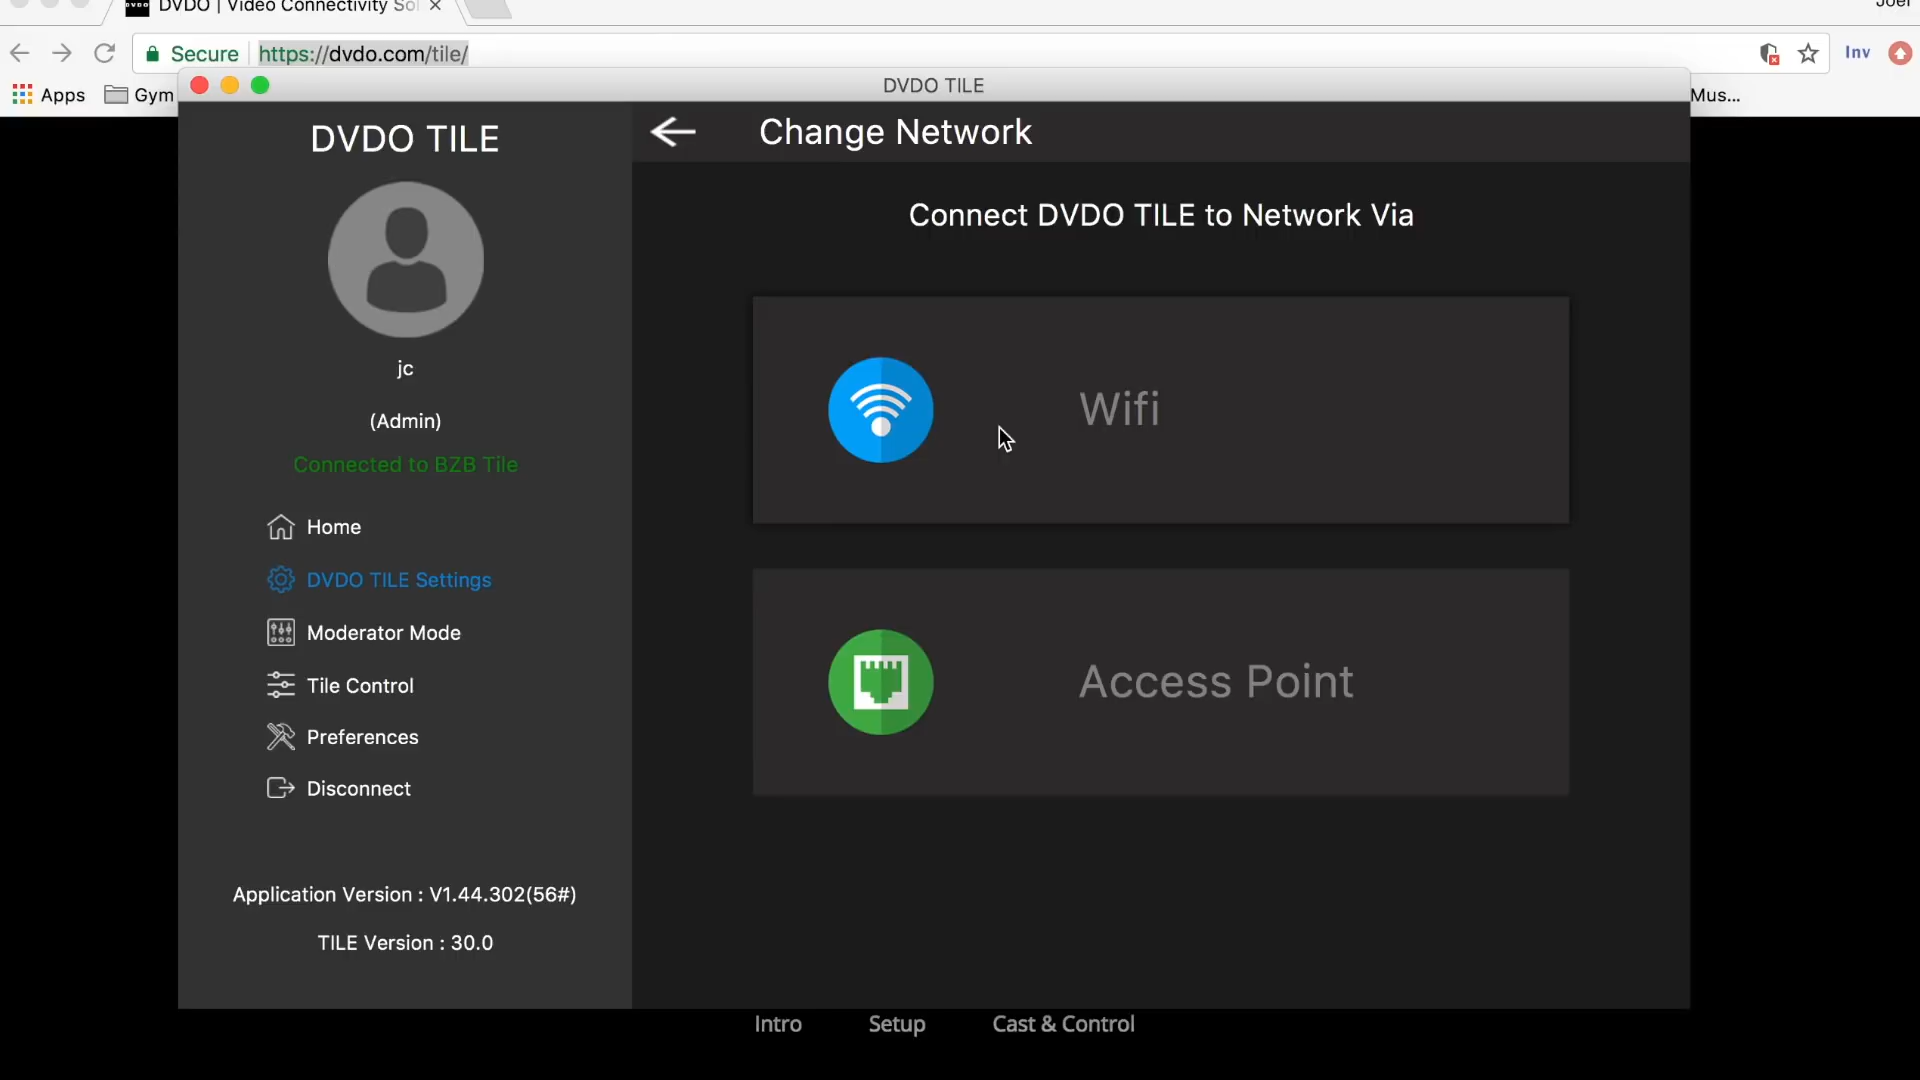 DVDO | Video Connectivity Sol
Joel
Secure https://dvdo.com/tile/
Inv
Apps Gym
DVDO TILE
Mus...
DVDO TILE
jc
(Admin)
Connected to BZB Tile
Home
DVDO TILE Settings
Moderator Mode
Tile Control
Preferences
Disconnect
Application Version : V1.44.302(56#)
TILE Version : 30.0
Change Network
Connect DVDO TILE to Network Via
Wifi
Access Point
Intro Setup Cast & Control